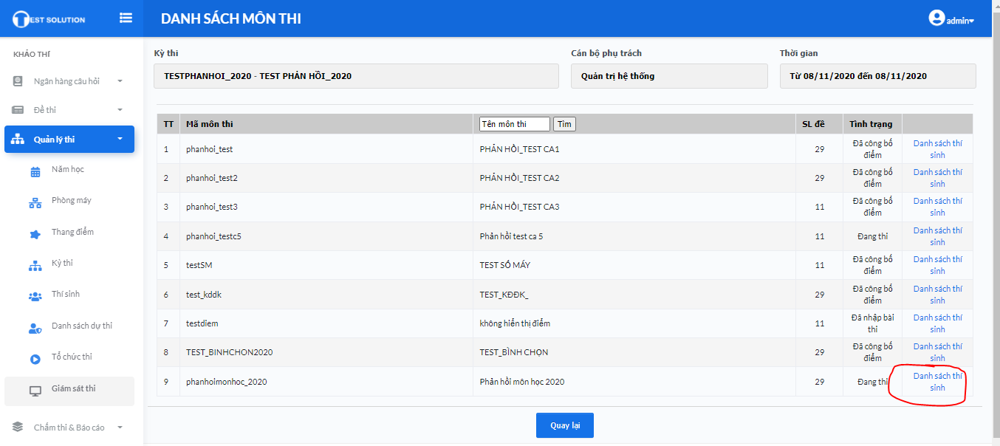 TEST SOLUTION
DANH SÁCH MÔN THI
admin
KHẢO THÍ
Ngân hàng câu hỏi
Đề thi
Quản lý thi
Năm học
Phòng máy
Thang điểm
Kỳ thi
Thí sinh
Danh sách dự thi
Tổ chức thi
Giám sát thi
Chấm thi & Báo cáo
Kỳ thi
Cán bộ phụ trách
Thời gian
TESTPHANHOI_2020 - TEST PHẢN HỒI_2020
Quản trị hệ thống
Từ 08/11/2020 đến 08/11/2020
TT Mã môn thi Tên môn thi Tìm SL đề Tình trạng
1 phanhoi_test PHẢN HỒI_TEST CA1 29 Đã công bố điểm Danh sách thí sinh
2 phanhoi_test2 PHẢN HỒI_TEST CA2 29 Đã công bố điểm Danh sách thí sinh
3 phanhoi_test3 PHẢN HỒI_TEST CA3 11 Đã công bố điểm Danh sách thí sinh
4 phanhoi_testc5 Phản hồi test ca 5 11 Đang thi Danh sách thí sinh
5 testSM TEST SỐ MÁY 11 Đã công bố điểm Danh sách thí sinh
6 test_kddk TEST_KĐĐK_ 29 Đã công bố điểm Danh sách thí sinh
7 testdiem không hiển thị điểm 11 Đã nhập bài thi Danh sách thí sinh
8 TEST_BINHCHON2020 TEST_BÌNH CHỌN 29 Đã công bố điểm Danh sách thí sinh
9 phanhoimonhoc_2020 Phản hồi môn học 2020 29 Đang thi Danh sách thí sinh
Quay lại